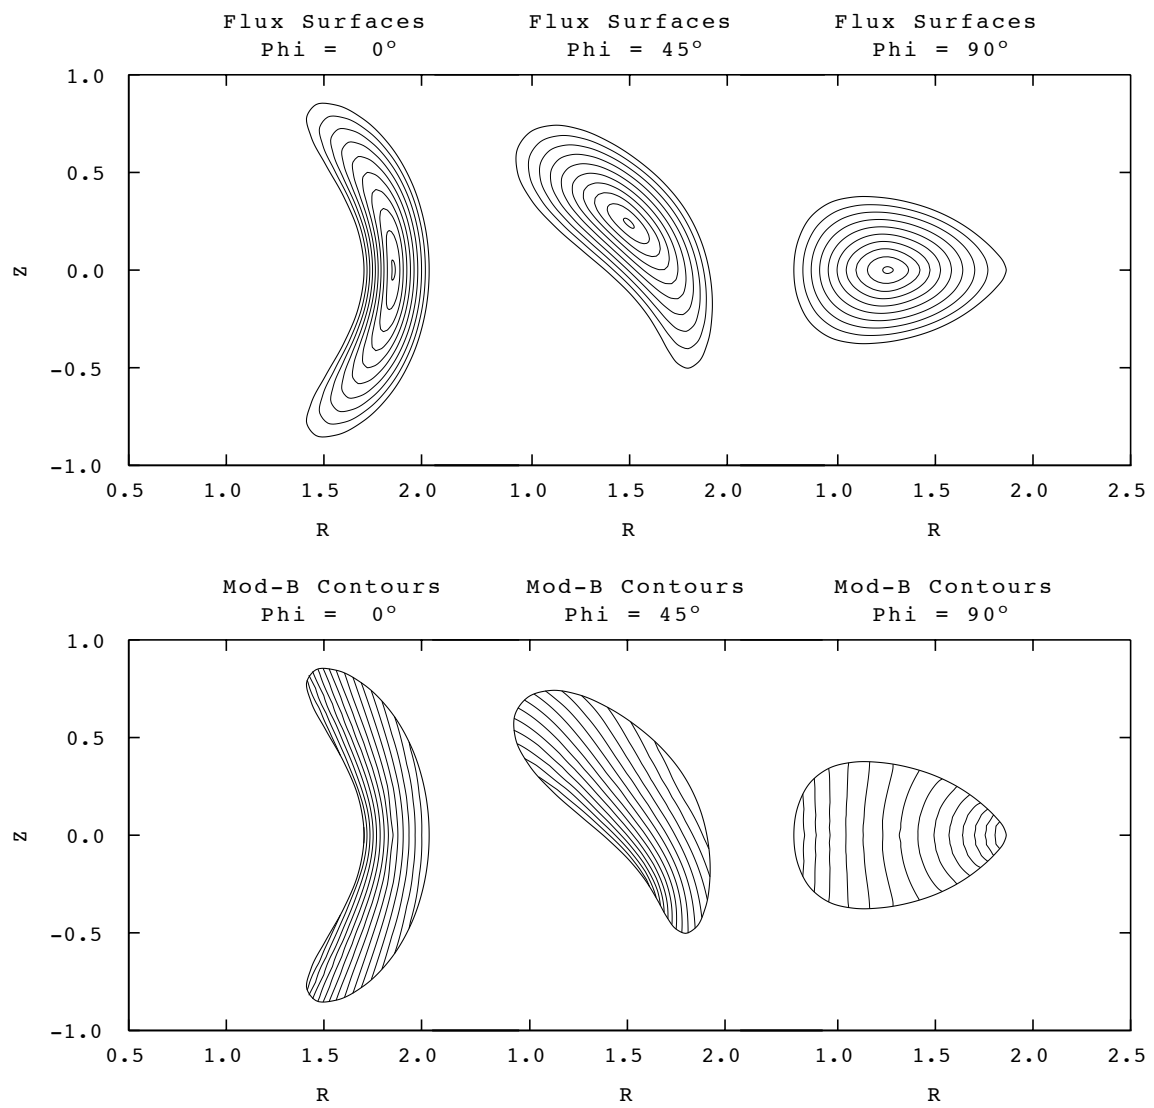 Flux Surfaces Flux Surfaces Flux Surfaces
Phi = 0° Phi = 45° Phi = 90°
1.0
0.5
0.0
−0.5
−1.0
Z
0.5 1.0 1.5 2.0 1.0 1.5 2.0 1.0 1.5 2.0 2.5
R R R
Mod−B Contours Mod−B Contours Mod−B Contours
Phi = 0° Phi = 45° Phi = 90°
1.0
0.5
0.0
−0.5
−1.0
Z
0.5 1.0 1.5 2.0 1.0 1.5 2.0 1.0 1.5 2.0 2.5
R R R